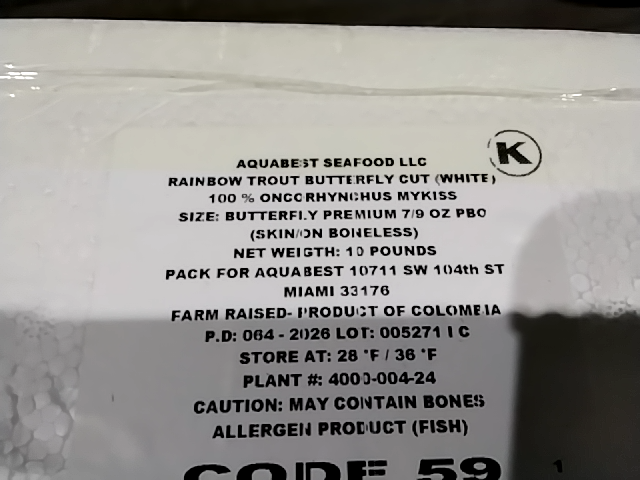 K
AQUABEST SEAFOOD LLC
RAINBOW TROUT BUTTERFLY CUT (WHITE)
100 % ONCORHYNCHUS MYKISS
SIZE: BUTTERFLY PREMIUM 7/9 OZ PBO
(SKIN/ON BONELESS)
NET WEIGTH: 10 POUNDS
PACK FOR AQUABEST 10711 SW 104th ST
MIAMI 33176
FARM RAISED- PRODUCT OF COLOMBIA
P.D: 064 - 2026 LOT: 005271 I C
STORE AT: 28 °F / 36 °F
PLANT #: 4000-004-24
CAUTION: MAY CONTAIN BONES
ALLERGEN PRODUCT (FISH)
CODE 59
1